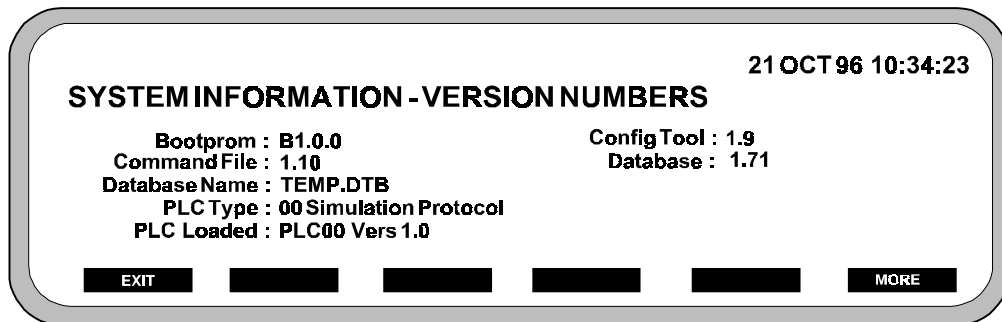 21 OCT 96 10:34:23
SYSTEM INFORMATION - VERSION NUMBERS
Bootprom : B1.0.0 Config Tool : 1.9
Command File : 1.10 Database : 1.71
Database Name : TEMP.DTB
PLC Type : 00 Simulation Protocol
PLC Loaded : PLC00 Vers 1.0
EXIT MORE